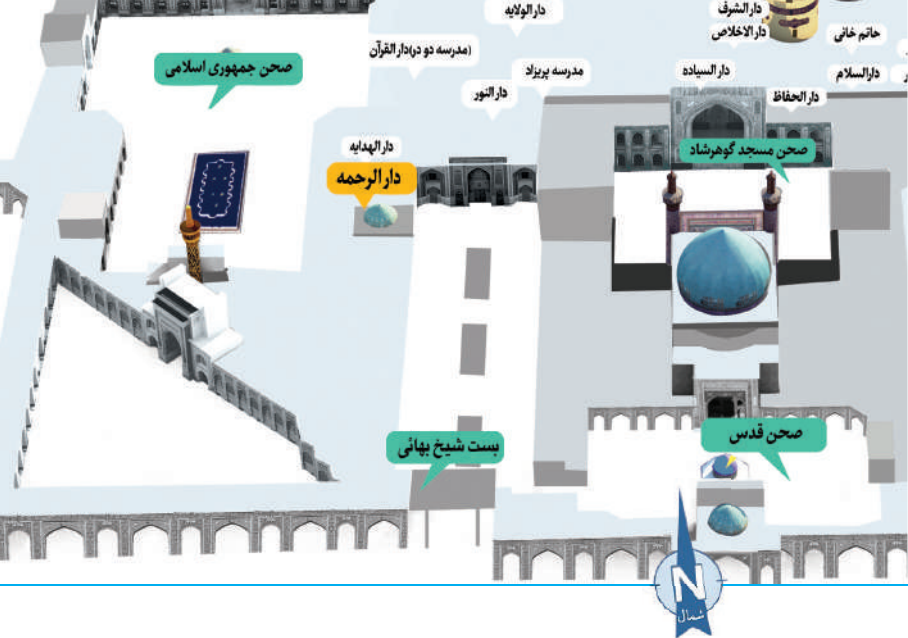 دارالولایه
دارالشرف
دارالاخلاص
حاتم خانی
(مدرسه دو در)دارالقرآن
صحن جمهوری اسلامی
مدرسه پریزاد
دارالسیاده
دارالسلام
دارالنور
دارالحفاظ
دارالهدایه
صحن مسجد گوهرشاد
دارالرحمه
صحن قدس
بست شیخ بهائی
N
شمال